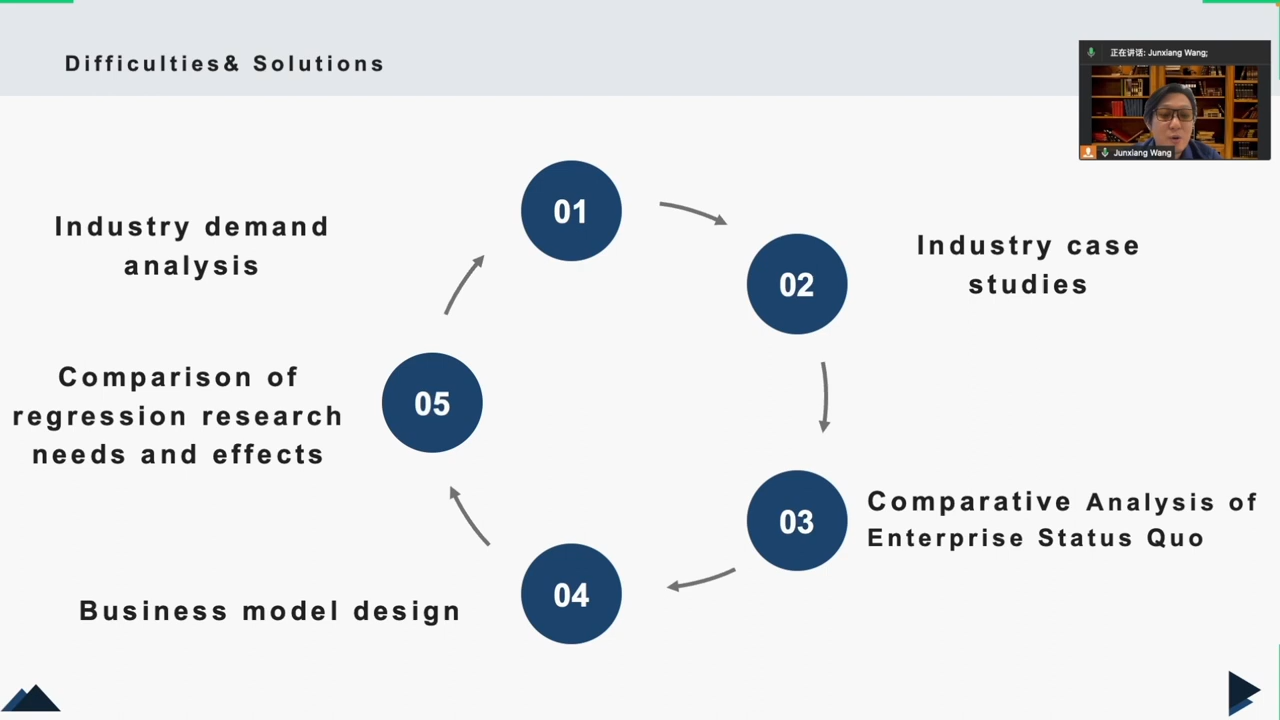 Difficulties& Solutions
正在讲话: Junxiang Wang;
Junxiang Wang
01
Industry demand
analysis
02
Industry case
studies
03
Comparative Analysis of
Enterprise Status Quo
04
Business model design
05
Comparison of
regression research
needs and effects